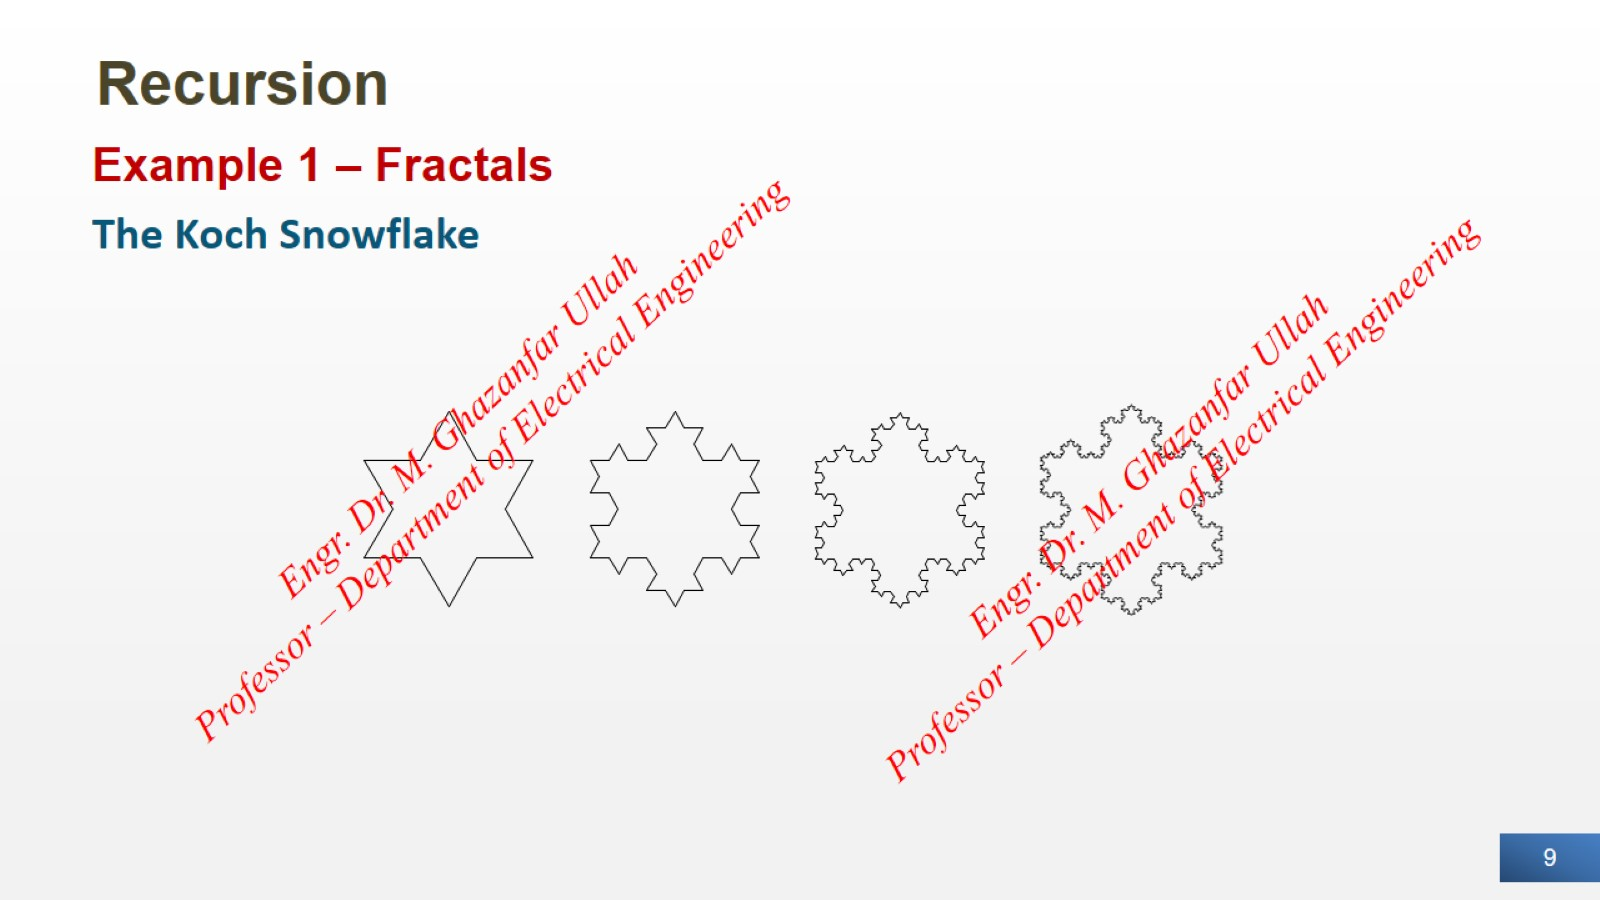 Recursion
Example 1 – Fractals
The Koch Snowflake
Engr. Dr. M. Ghazanfar Ullah
Professor – Department of Electrical Engineering
Engr. Dr. M. Ghazanfar Ullah
Professor – Department of Electrical Engineering
9